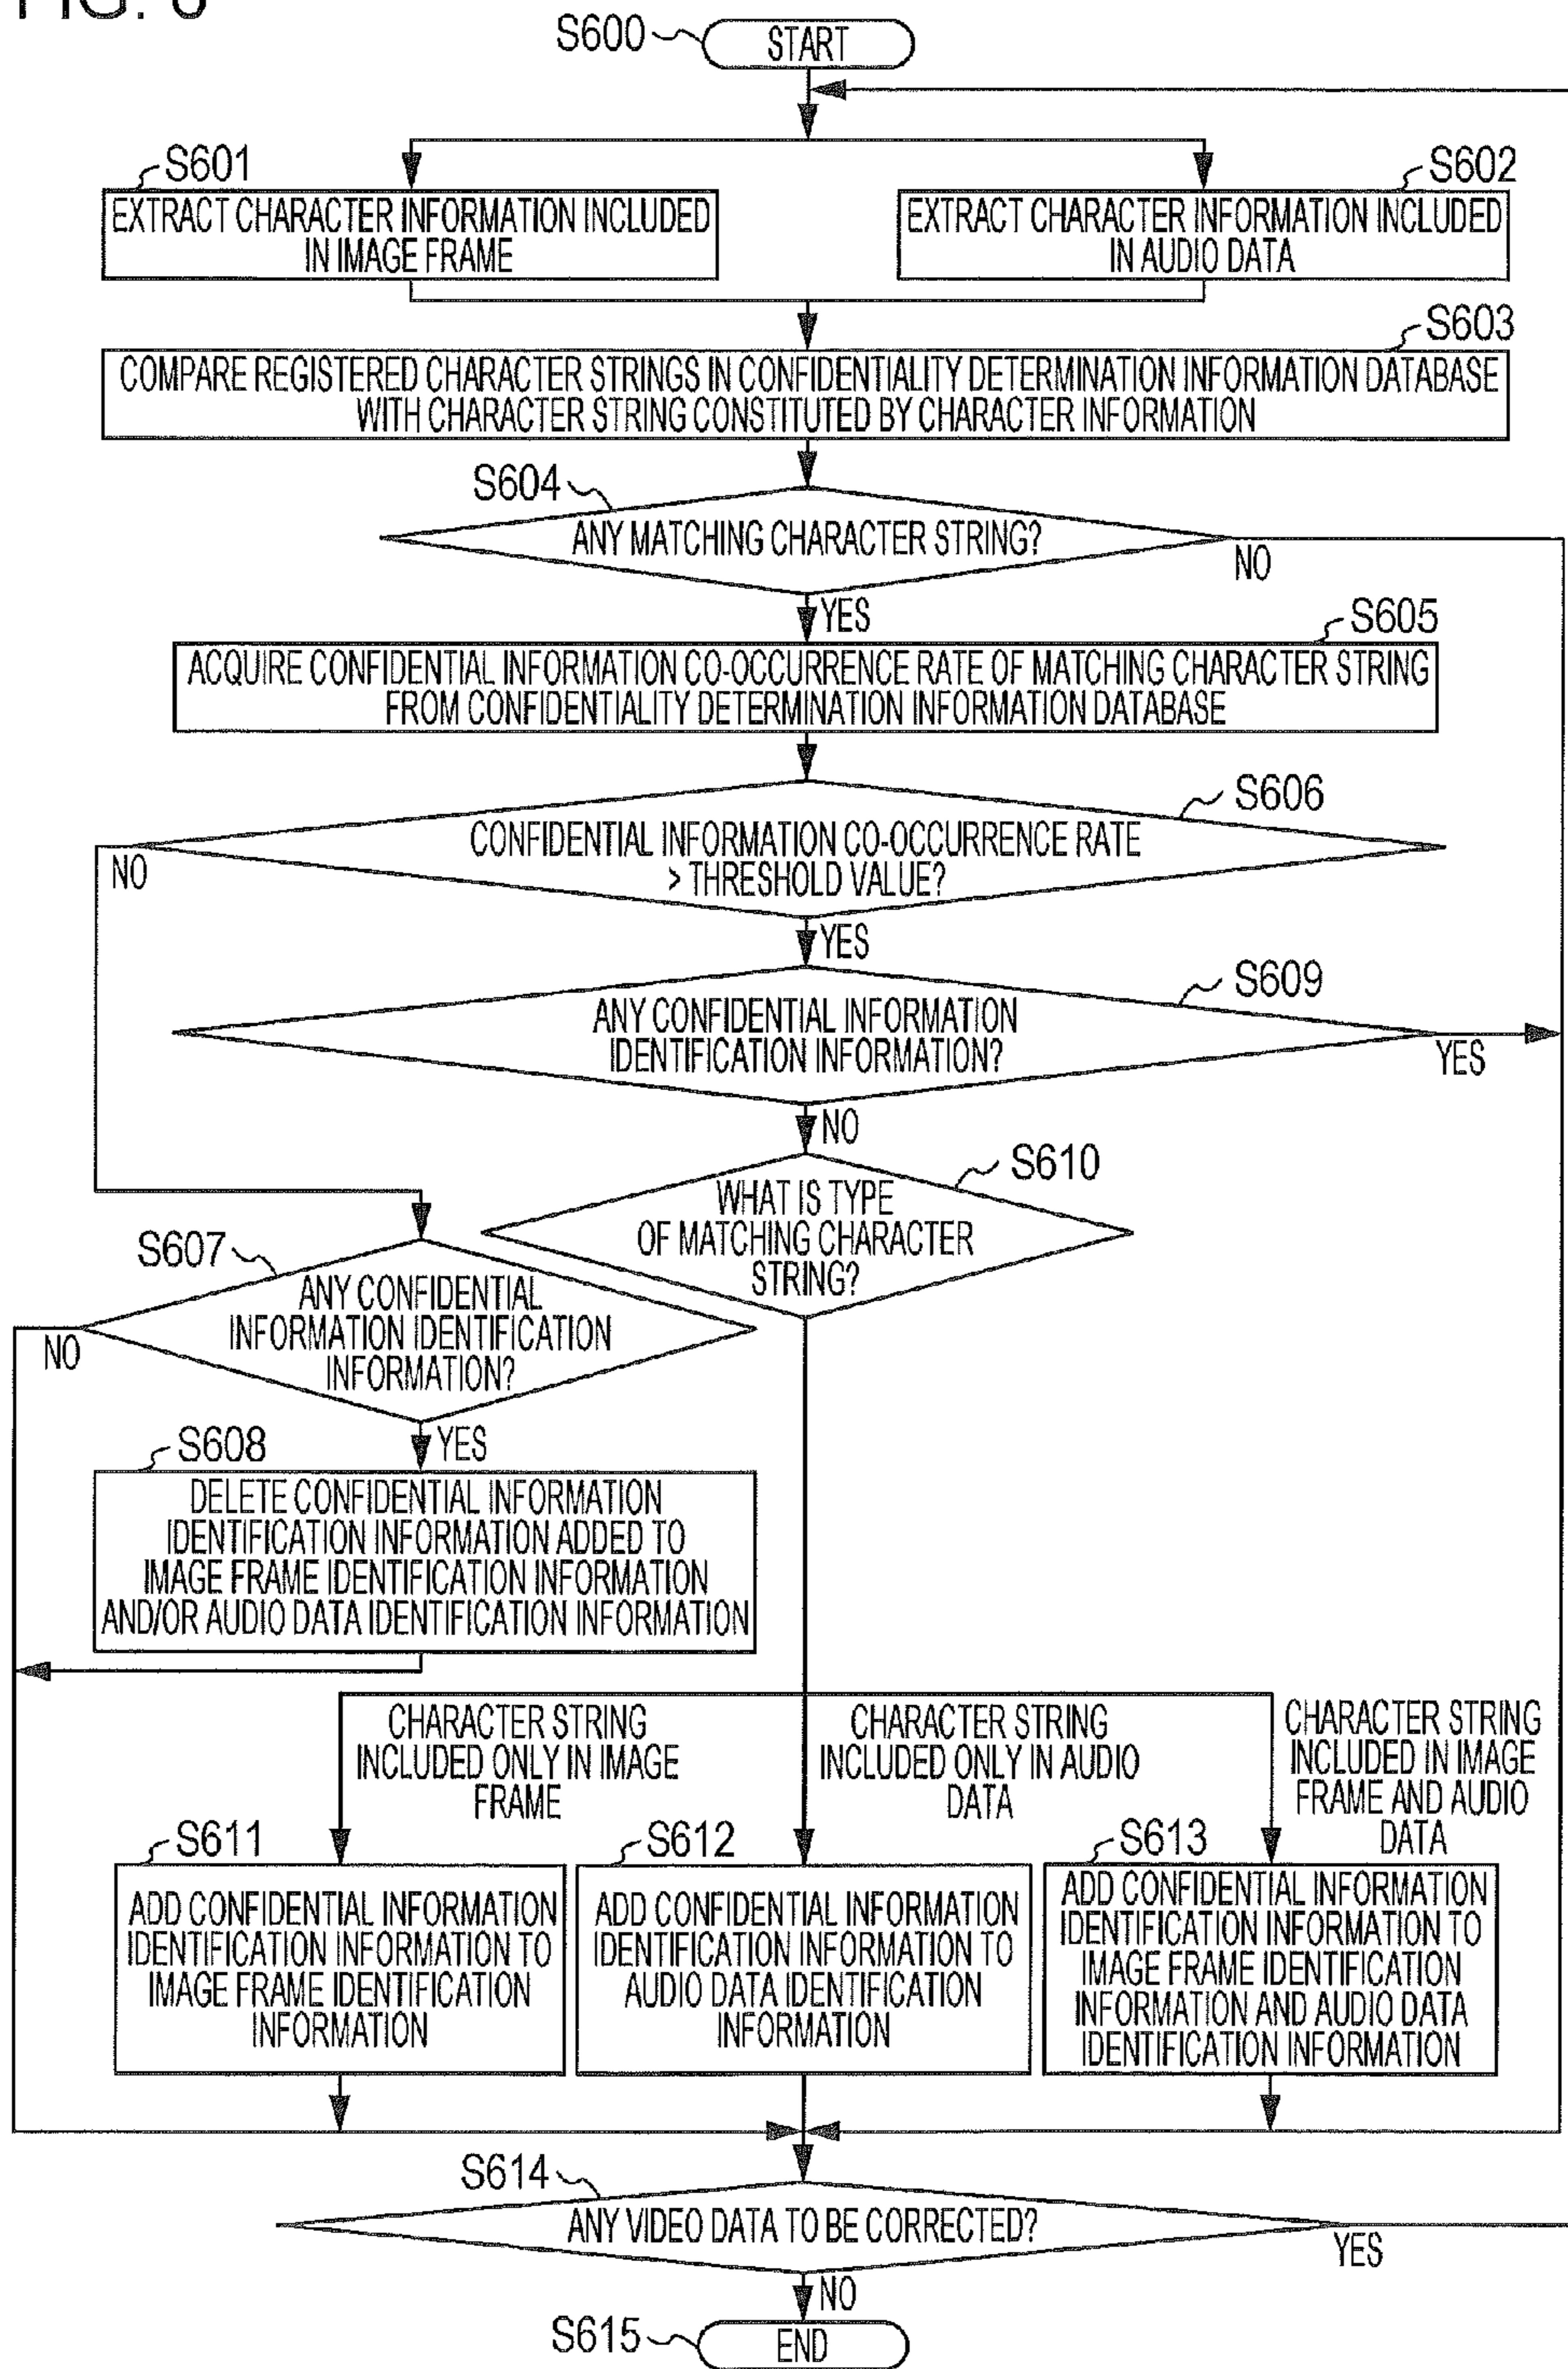 S600
START
S601
EXTRACT CHARACTER INFORMATION INCLUDED
IN IMAGE FRAME
S602
EXTRACT CHARACTER INFORMATION INCLUDED
IN AUDIO DATA
S603
COMPARE REGISTERED CHARACTER STRINGS IN CONFIDENTIALITY DETERMINATION INFORMATION DATABASE
WITH CHARACTER STRING CONSTITUTED BY CHARACTER INFORMATION
S604
ANY MATCHING CHARACTER STRING?
NO
YES
S605
ACQUIRE CONFIDENTIAL INFORMATION CO-OCCURRENCE RATE OF MATCHING CHARACTER STRING
FROM CONFIDENTIALITY DETERMINATION INFORMATION DATABASE
S606
CONFIDENTIAL INFORMATION CO-OCCURRENCE RATE
> THRESHOLD VALUE?
NO
YES
S609
ANY CONFIDENTIAL INFORMATION
IDENTIFICATION INFORMATION?
YES
NO
S610
WHAT IS TYPE
OF MATCHING CHARACTER
STRING?
S607
ANY CONFIDENTIAL
INFORMATION IDENTIFICATION
INFORMATION?
NO
YES
S608
DELETE CONFIDENTIAL INFORMATION
IDENTIFICATION INFORMATION ADDED TO
IMAGE FRAME IDENTIFICATION INFORMATION
AND/OR AUDIO DATA IDENTIFICATION INFORMATION
CHARACTER STRING
INCLUDED ONLY IN IMAGE
FRAME
CHARACTER STRING
INCLUDED ONLY IN AUDIO
DATA
CHARACTER STRING
INCLUDED IN IMAGE
FRAME AND AUDIO
DATA
S611
ADD CONFIDENTIAL INFORMATION
IDENTIFICATION INFORMATION TO
IMAGE FRAME IDENTIFICATION
INFORMATION
S612
ADD CONFIDENTIAL INFORMATION
IDENTIFICATION INFORMATION TO
AUDIO DATA IDENTIFICATION
INFORMATION
S613
ADD CONFIDENTIAL INFORMATION
IDENTIFICATION INFORMATION TO
IMAGE FRAME IDENTIFICATION
INFORMATION AND AUDIO DATA
IDENTIFICATION INFORMATION
S614
ANY VIDEO DATA TO BE CORRECTED?
YES
NO
S615
END